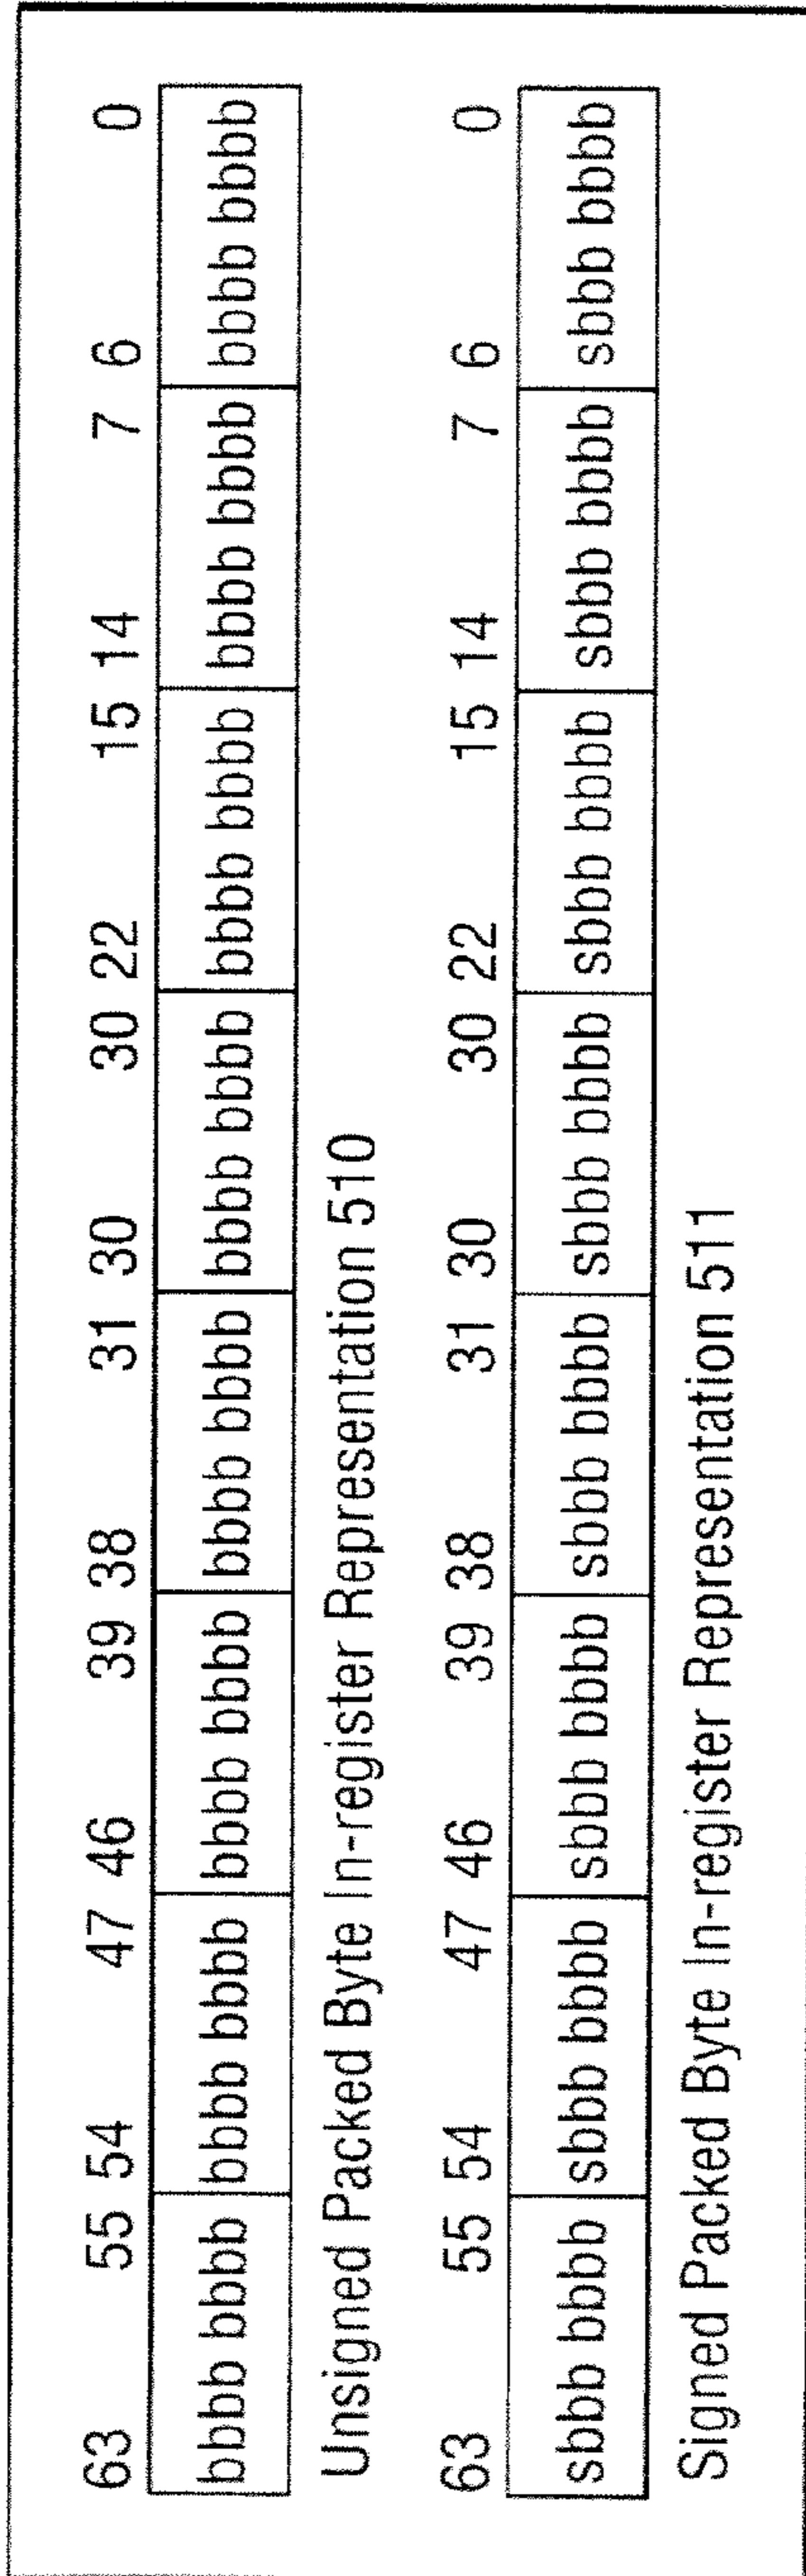 63 55 54 47 46 39 38 31 30 30 22 15 14 7 6 0
bbbb bbbb bbbb bbbb bbbb bbbb bbbb bbbb bbbb bbbb bbbb bbbb bbbb bbbb bbbb bbbb
Unsigned Packed Byte In-register Representation 510
63 55 54 47 46 39 38 31 30 30 22 15 14 7 6 0
sbbb bbbb sbbb bbbb sbbb bbbb sbbb bbbb sbbb bbbb sbbb bbbb sbbb bbbb sbbb bbbb
Signed Packed Byte In-register Representation 511